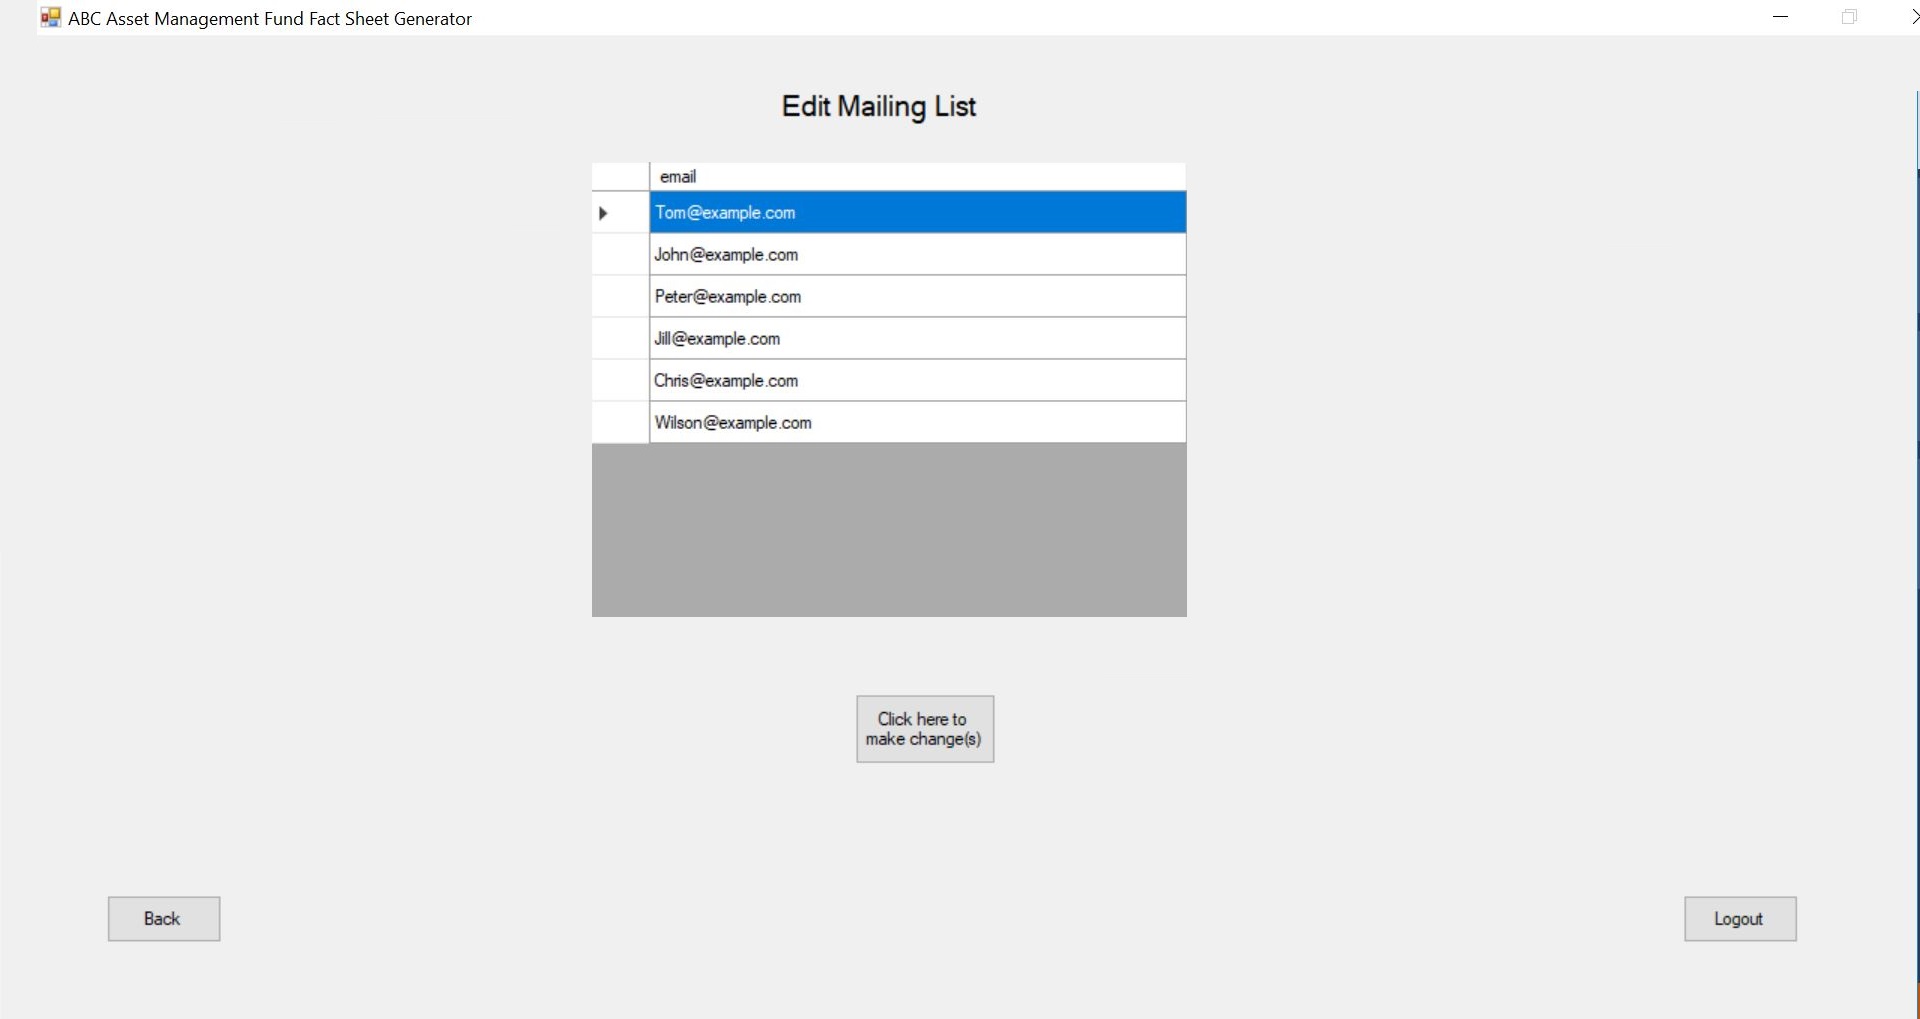 ABC Asset Management Fund Fact Sheet Generator
Edit Mailing List
email
Tom@example.com
John@example.com
Peter@example.com
Jill@example.com
Chris@example.com
Wilson@example.com
Click here to
make change(s)
Back
Logout